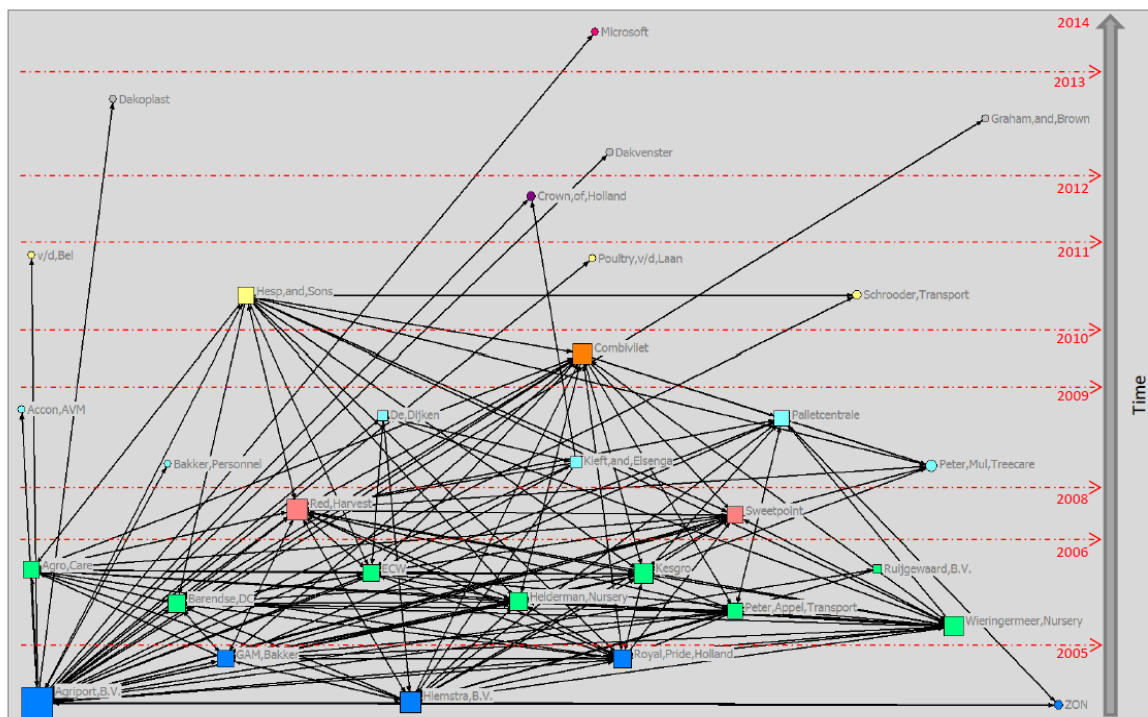 2014
Microsoft
2013
Dakoplast
Graham,and,Brown
Dakvenster
2012
Crown,of,Holland
2011
v/d,Bel
Poultry,v/d,Laan
Hesp,and,Sons
Schrooder,Transport
2010
Combivliet
2009
Accon,AVM
De,Dijken
Palletcentrale
Bakker,Personnel
Kleft,and,Elsenga
Peter,Mul,Treecare
2008
Red,Harvest
Sweetpoint
2006
Agro,Care
ECW
Kesgro
Ruijgewaard,B.V.
Barendse,DC
Helderman,Nursery
Peter,Appel,Transport
Wieringermeer,Nursery
2005
GAM,Bakker
Royal,Pride,Holland
Agriport,B.V.
Hiemstra,B.V.
ZON
Time